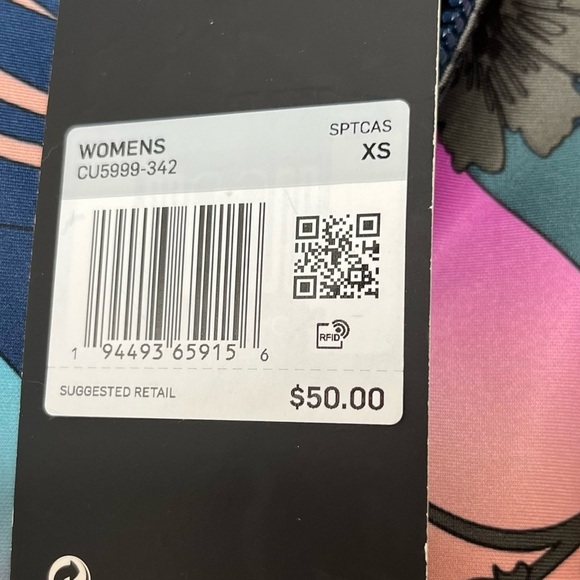 WOMENS
CU5999-342
SPTCAS
XS
1 94493 65915 6
RFID
SUGGESTED RETAIL
$50.00